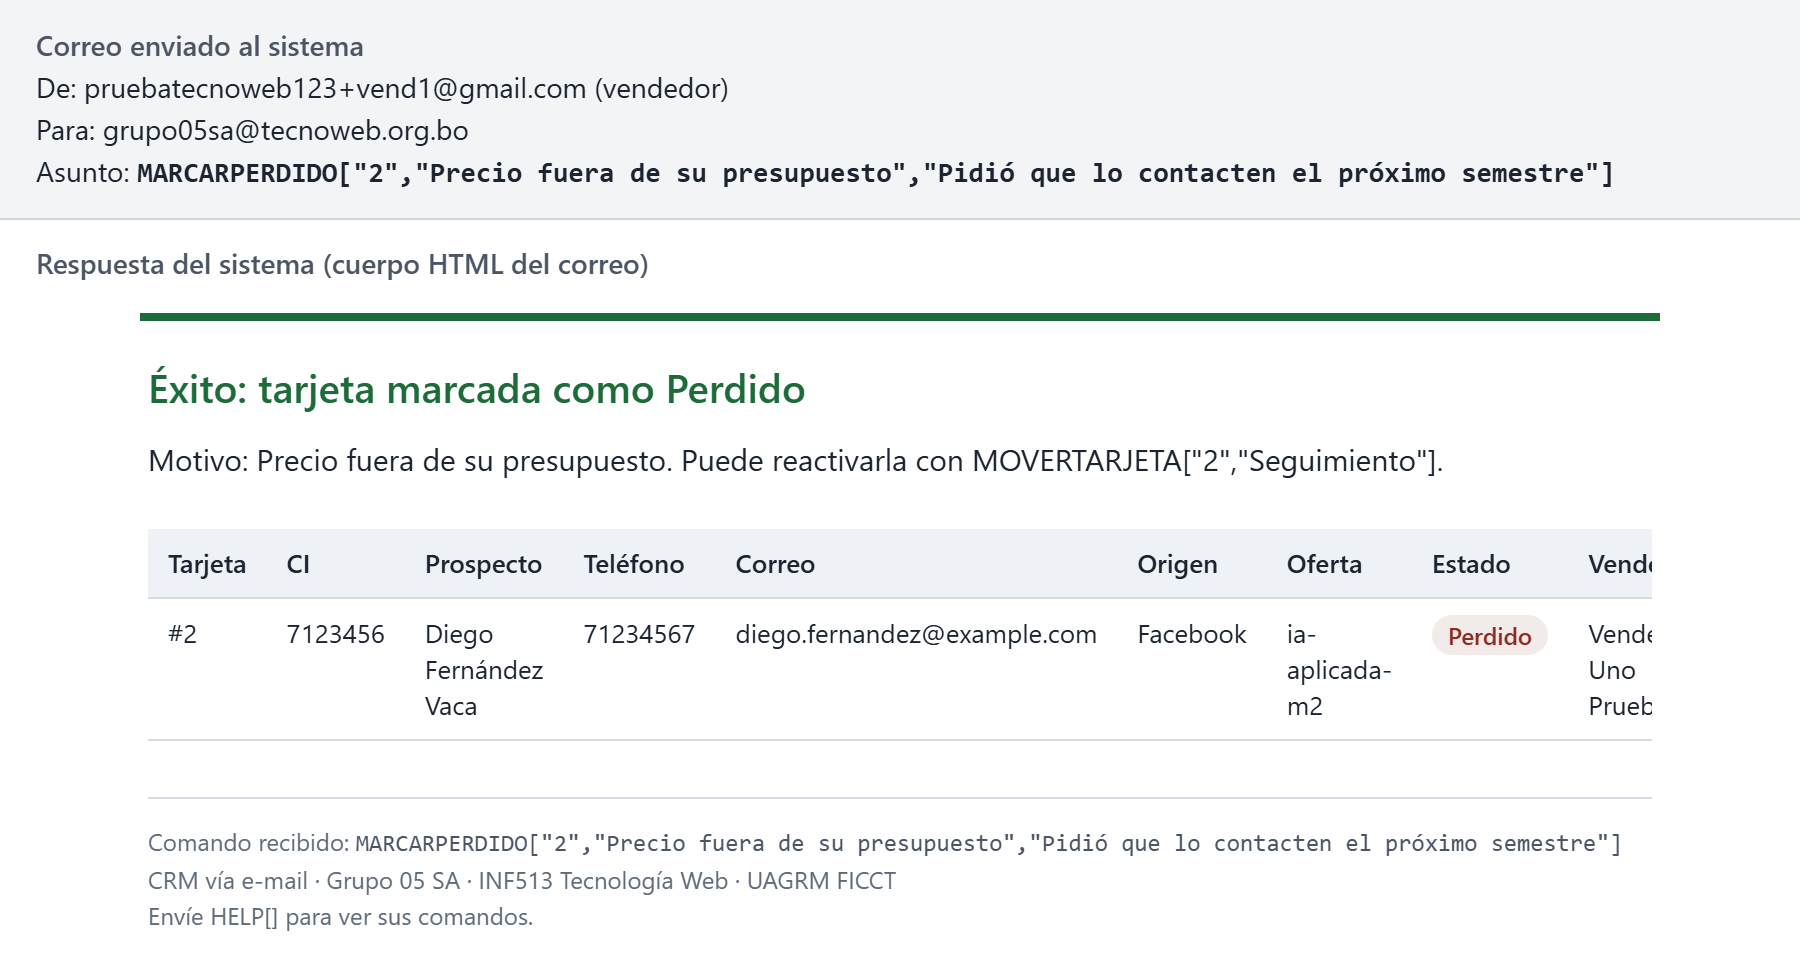 Correo enviado al sistema
De: pruebatecnoweb123+vend1@gmail.com (vendedor)
Para: grupo05sa@tecnoweb.org.bo
Asunto: MARCARPERDIDO["2","Precio fuera de su presupuesto","Pidió que lo contacten el próximo semestre"]
Respuesta del sistema (cuerpo HTML del correo)
Éxito: tarjeta marcada como Perdido
Motivo: Precio fuera de su presupuesto. Puede reactivarla con MOVERTARJETA["2","Seguimiento"].
Tarjeta CI Prospecto Teléfono Correo Origen Oferta Estado
#2 7123456 Diego 71234567 diego.fernandez@example.com Facebook ia- Perdido
Fernández aplicada- Uno
Vaca m2
Comando recibido: MARCARPERDIDO["2","Precio fuera de su presupuesto","Pidió que lo contacten el próximo semestre"]
CRM vía e-mail · Grupo 05 SA · INF513 Tecnología Web · UAGRM FICCT
Envíe HELP[] para ver sus comandos.